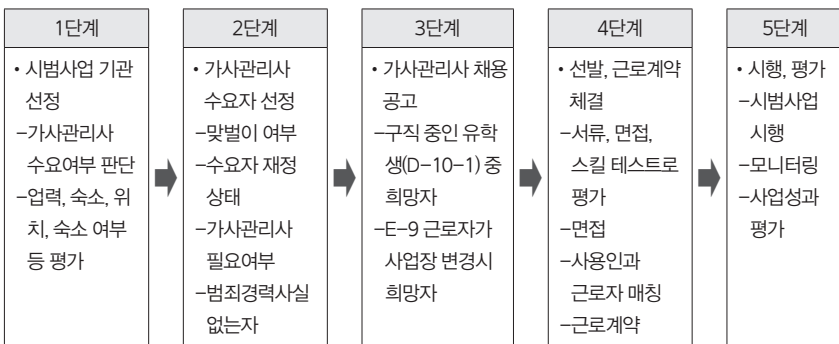 1단계
• 시범사업 기관
선정
-가사관리사
수요여부 판단
-업력, 숙소, 위
치, 숙소 여부
등 평가
2단계
• 가사관리사
수요자 선정
-맞벌이 여부
-수요자 재정
상태
-가사관리사
필요여부
-범죄경력사실
없는자
3단계
• 가사관리사 채용
공고
-구직 중인 유학
생(D-10-1) 중
희망자
-E-9 근로자가
사업장 변경시
희망자
4단계
• 선발, 근로계약
체결
-서류, 면접,
스킬 테스트로
평가
-면접
-사용인과
근로자 매칭
-근로계약
5단계
• 시행, 평가
-시범사업
시행
-모니터링
-사업성과
평가